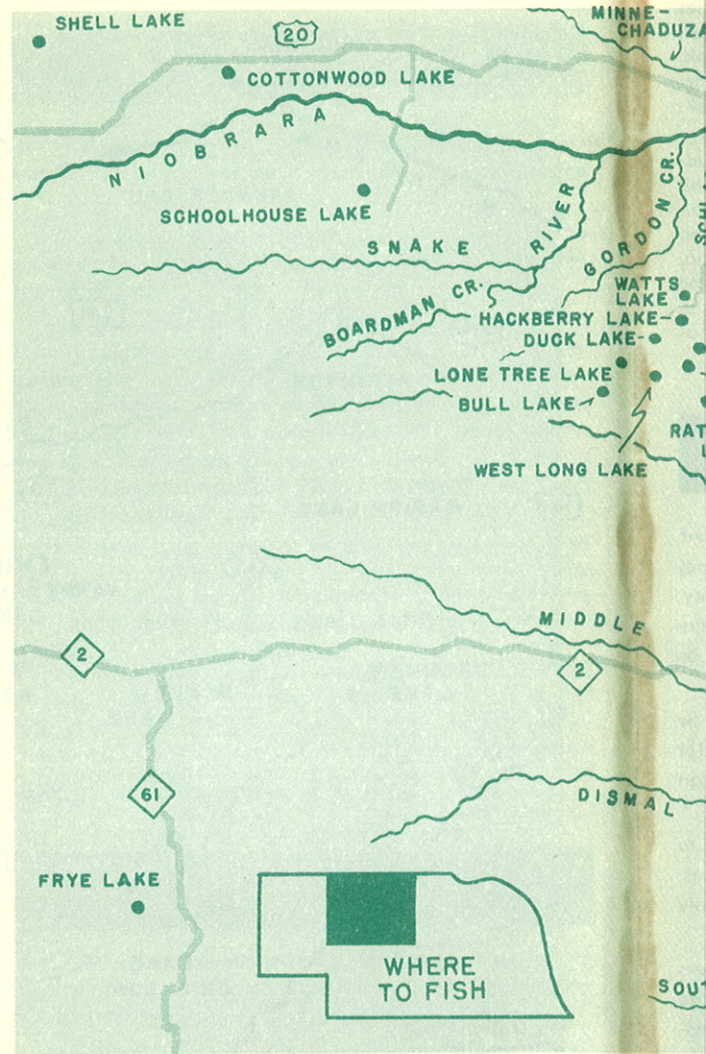 SHELL LAKE
20
MINNE-
CHADUZA
COTTONWOOD LAKE
NIOBRARA
SCHOOLHOUSE LAKE
SNAKE RIVER
GORDON CR.
BOARDMAN CR.
WATTS
LAKE
HACKBERRY LAKE
DUCK LAKE
LONE TREE LAKE
BULL LAKE
RAT
L
WEST LONG LAKE
MIDDLE
2
2
61
DISMAL
FRYE LAKE
WHERE
TO FISH
SOUT